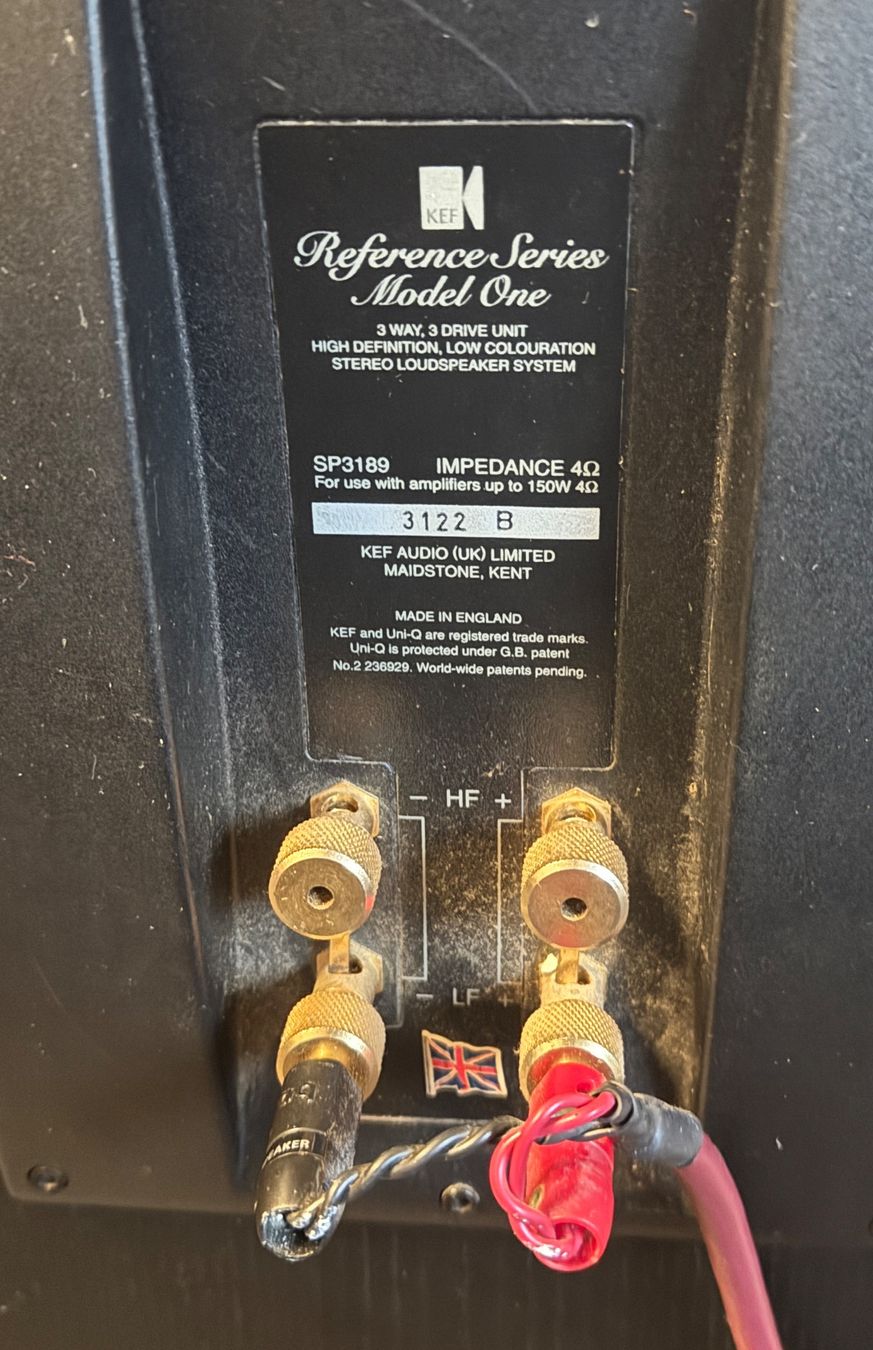 KEF
Reference Series
Model One
3 WAY, 3 DRIVE UNIT
HIGH DEFINITION, LOW COLOURATION
STEREO LOUDSPEAKER SYSTEM
SP3189 IMPEDANCE 4Ω
For use with amplifiers up to 150W 4Ω
3122 B
KEF AUDIO (UK) LIMITED
MAIDSTONE, KENT
MADE IN ENGLAND
KEF and Uni-Q are registered trade marks.
Uni-Q is protected under G.B. patent
No.2 236929. World-wide patents pending.
− HF +
− LF +